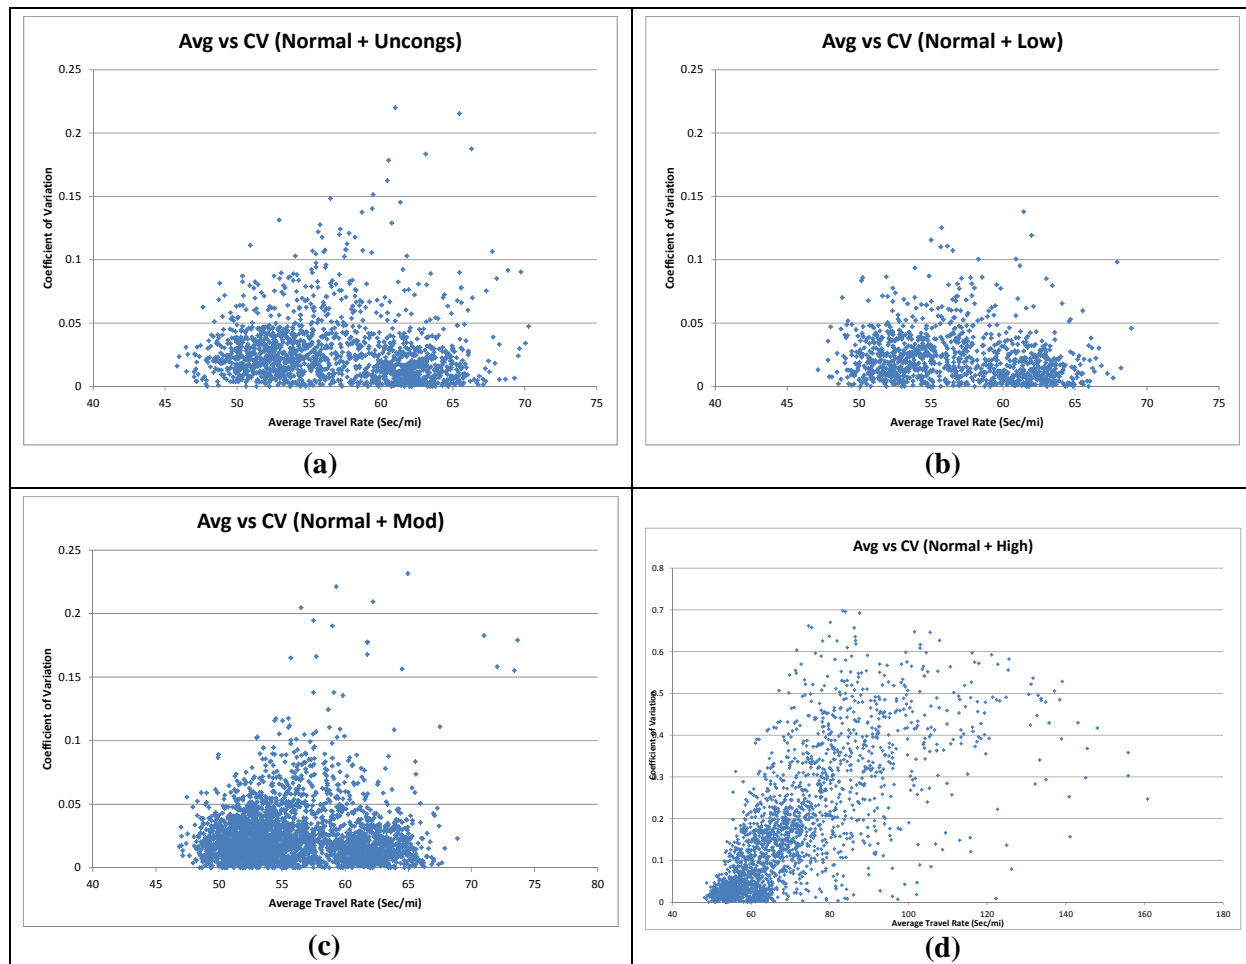 Avg vs CV (Normal + Uncongs)
0.25
0.2
0.15
0.1
0.05
0
Coefficient of Variation
40 45 50 55 60 65 70 75
Average Travel Rate (Sec/mi)
(a)
Avg vs CV (Normal + Low)
0.25
0.2
0.15
0.1
0.05
0
Coefficient of Variation
40 45 50 55 60 65 70 75
Average Travel Rate (Sec/mi)
(b)
Avg vs CV (Normal + Mod)
0.25
0.2
0.15
0.1
0.05
0
Coefficient of Variation
40 45 50 55 60 65 70 75 80
Average Travel Rate (Sec/mi)
(c)
Avg vs CV (Normal + High)
0.8
0.7
0.6
0.5
0.4
0.3
0.2
0.1
0
Coefficient of Variation
40 60 80 100 120 140 160 180
Average Travel Rate (Sec/mi)
(d)